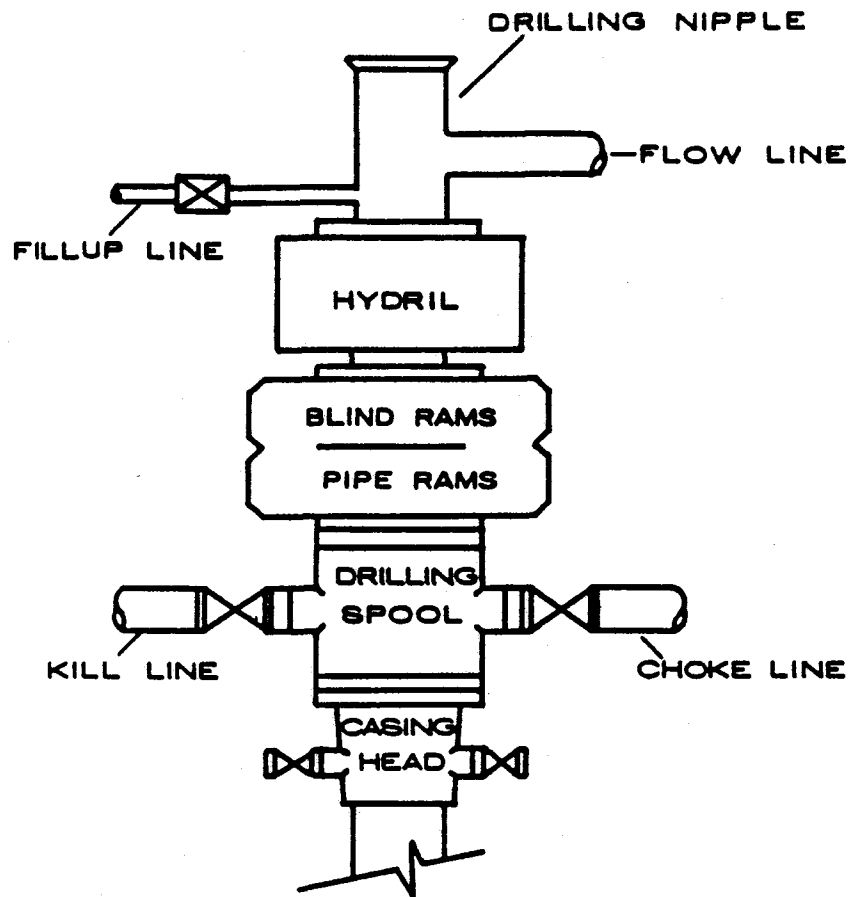 DRILLING NIPPLE
FLOW LINE
FILLUP LINE
HYDRIL
BLIND RAMS
PIPE RAMS
DRILLING
SPOOL
KILL LINE
CHOKE LINE
CASING
HEAD